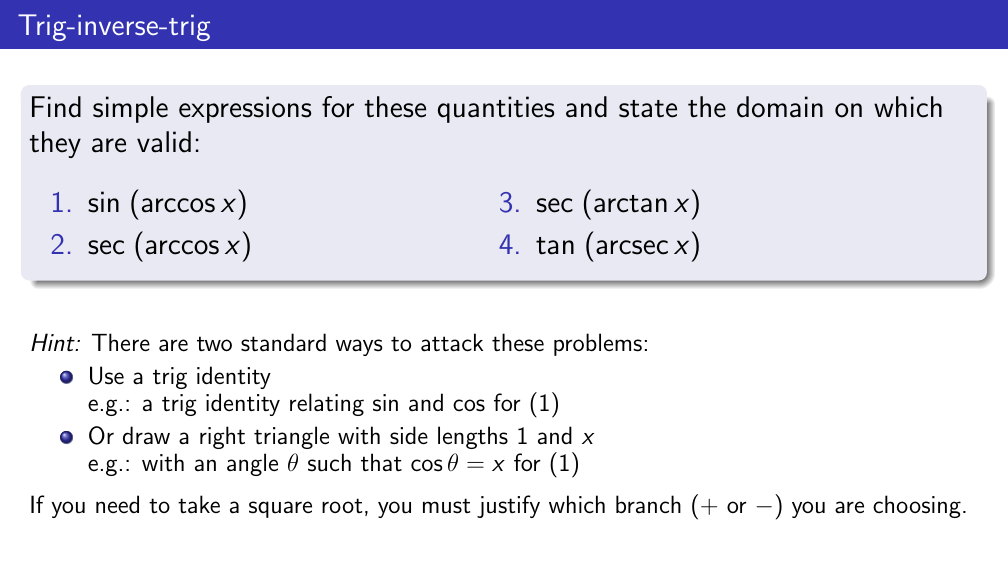 Trig-inverse-trig
Find simple expressions for these quantities and state the domain on which
they are valid:
1. sin (arccos x)
2. sec (arccos x)
3. sec (arctan x)
4. tan (arcsec x)
Hint: There are two standard ways to attack these problems:
Use a trig identity
e.g.: a trig identity relating sin and cos for (1)
Or draw a right triangle with side lengths 1 and x
e.g.: with an angle θ such that cos θ = x for (1)
If you need to take a square root, you must justify which branch (+ or −) you are choosing.